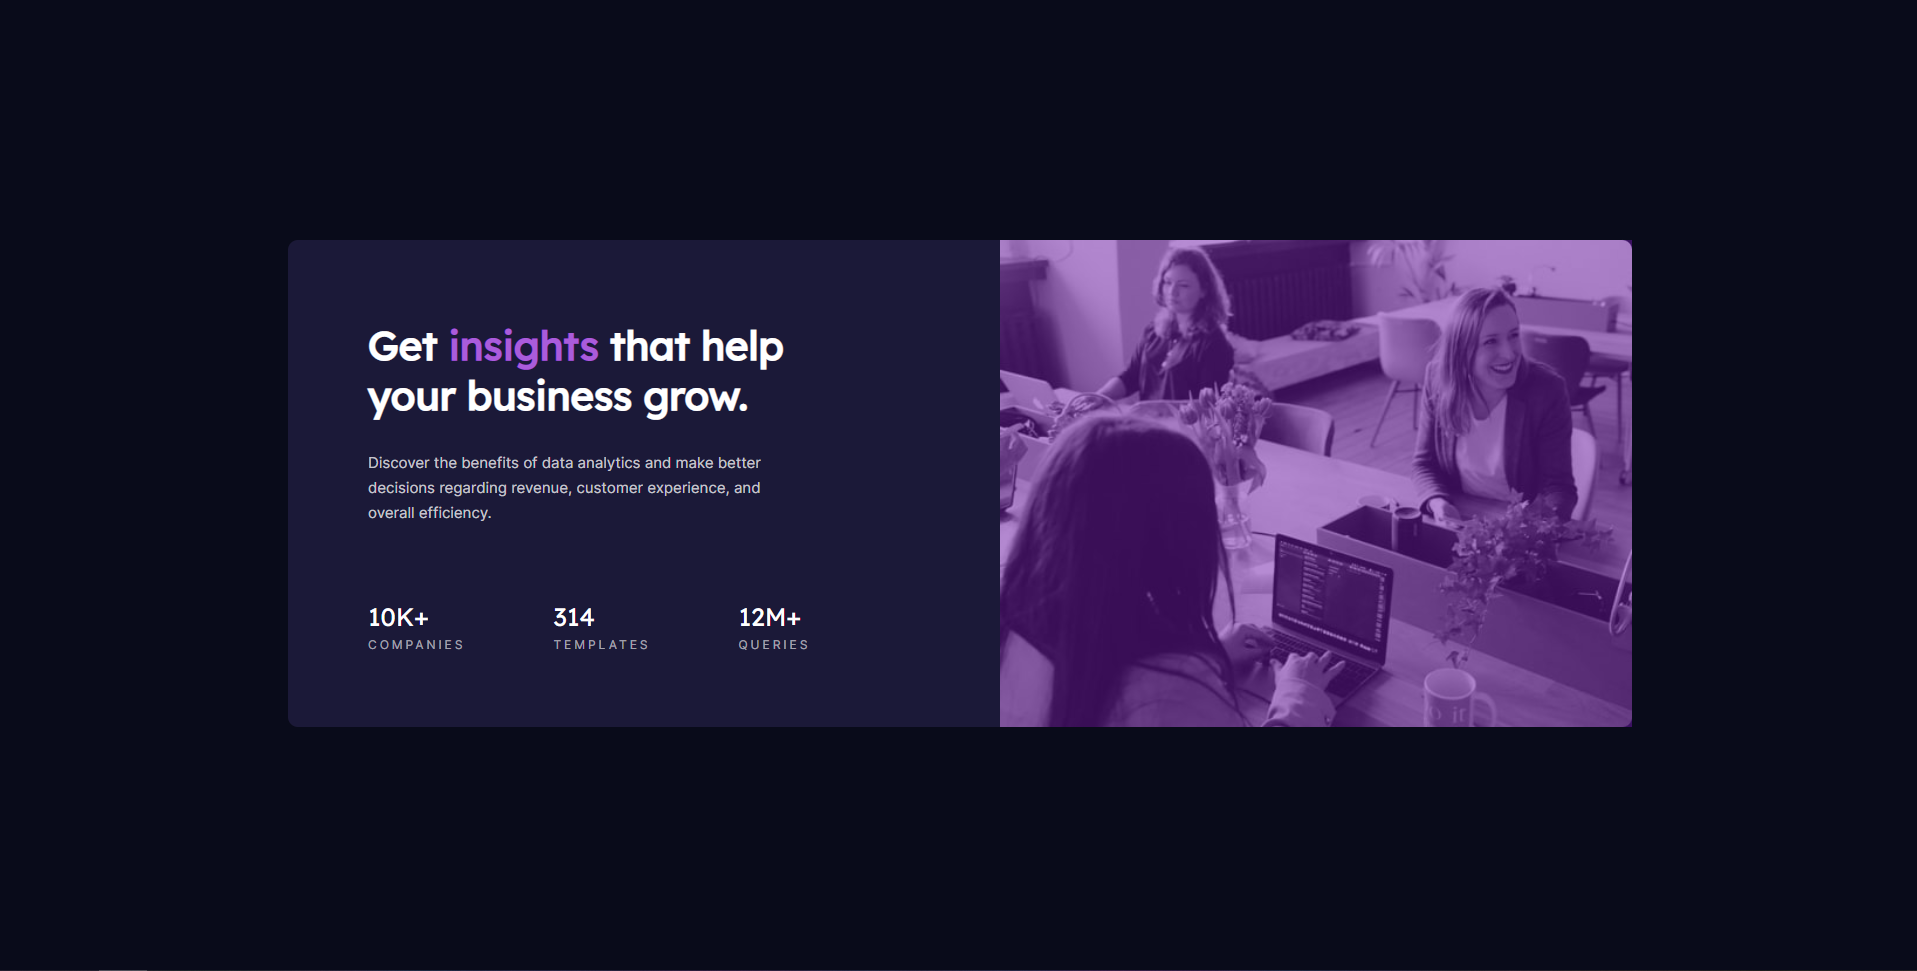 Get insights that help
your business grow.
Discover the benefits of data analytics and make better
decisions regarding revenue, customer experience, and
overall efficiency.
10K+ 314 12M+
COMPANIES TEMPLATES QUERIES
it